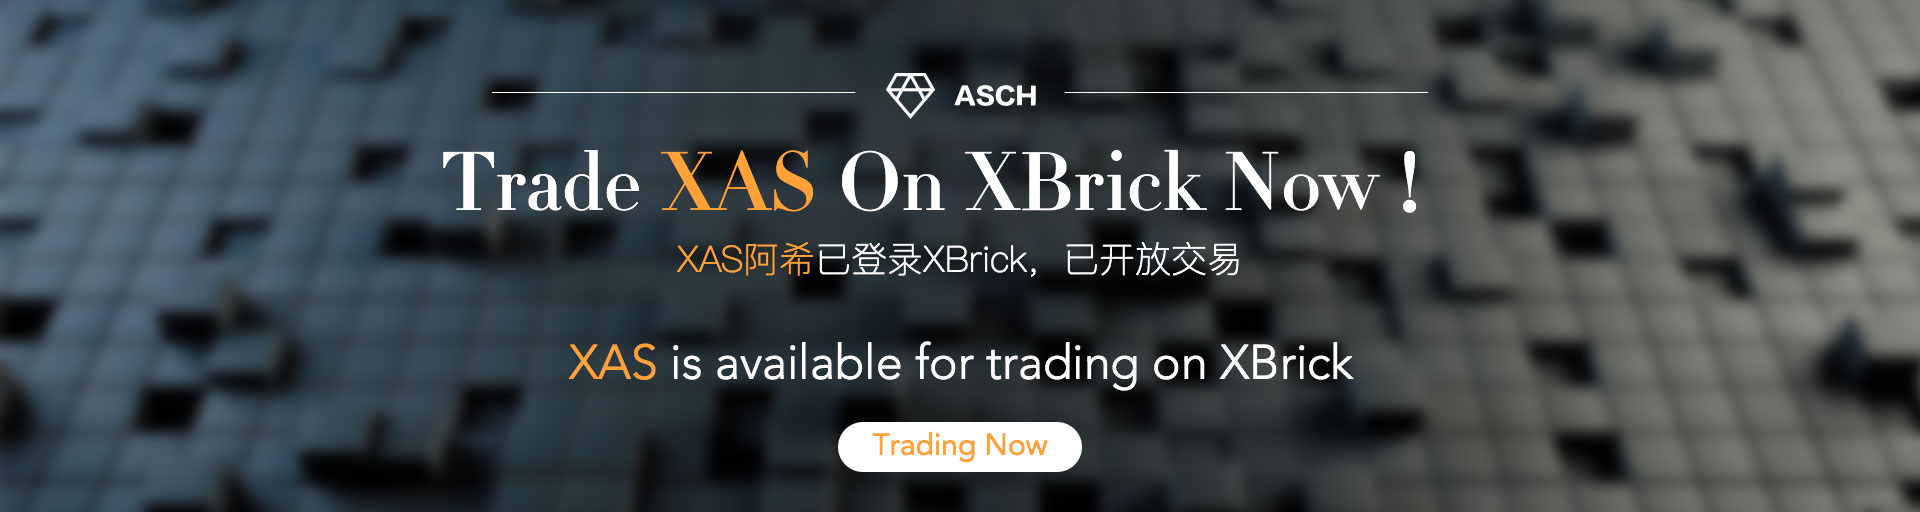 ASCH
Trade XAS On XBrick Now !
XAS阿希已登录XBrick，已开放交易
XAS is available for trading on XBrick
Trading Now